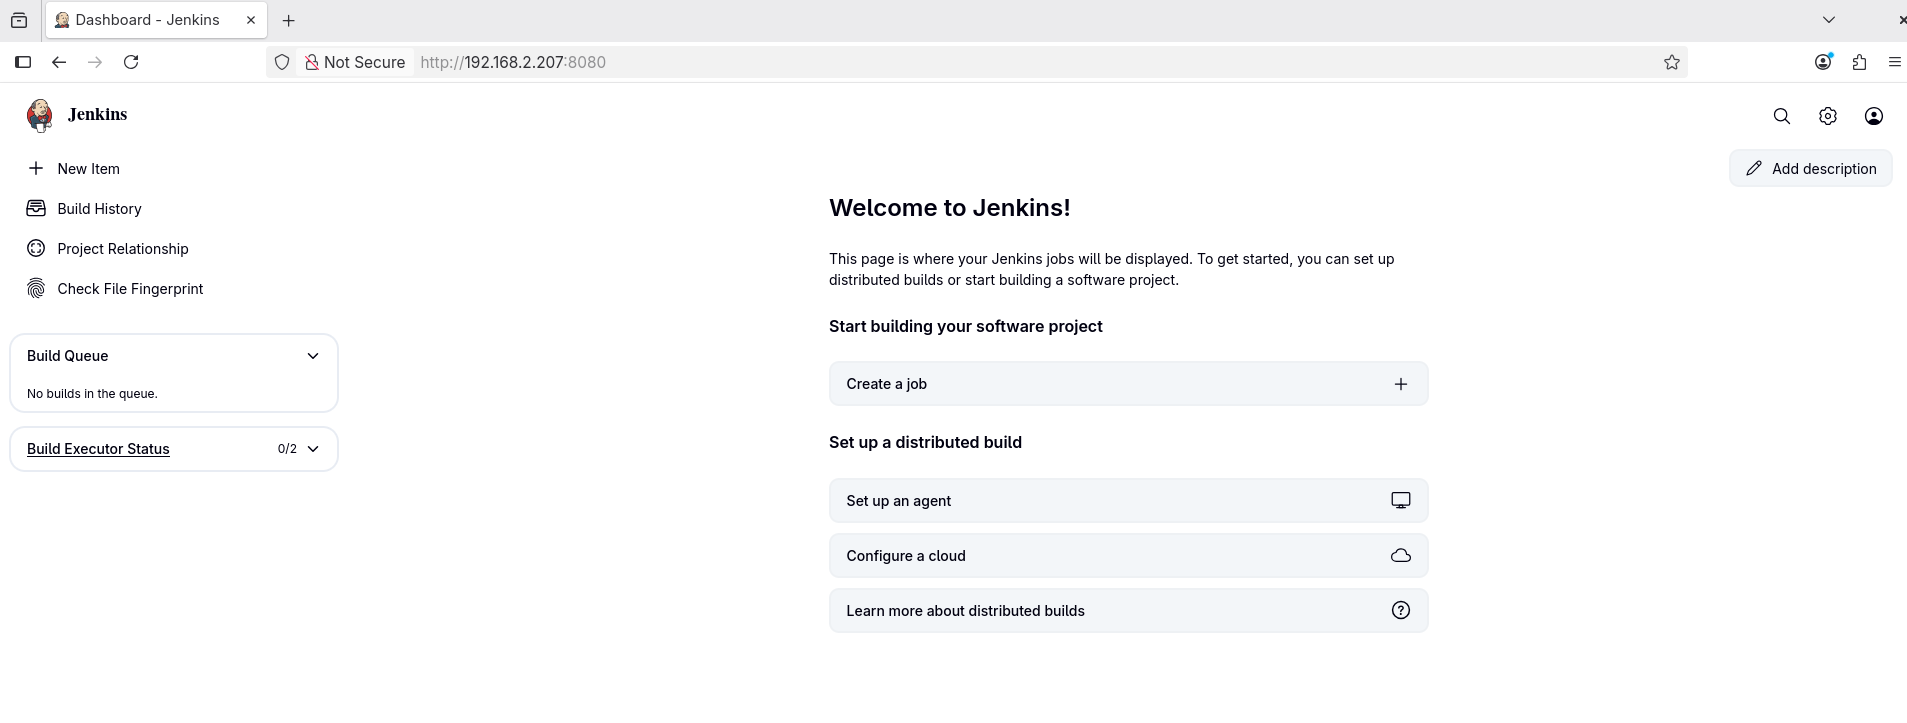 Dashboard - Jenkins
Not Secure http://192.168.2.207:8080
Jenkins
New Item
Add description
Build History
Project Relationship
Check File Fingerprint
Build Queue
No builds in the queue.
Build Executor Status 0/2
Welcome to Jenkins!
This page is where your Jenkins jobs will be displayed. To get started, you can set up
distributed builds or start building a software project.
Start building your software project
Create a job
Set up a distributed build
Set up an agent
Configure a cloud
Learn more about distributed builds